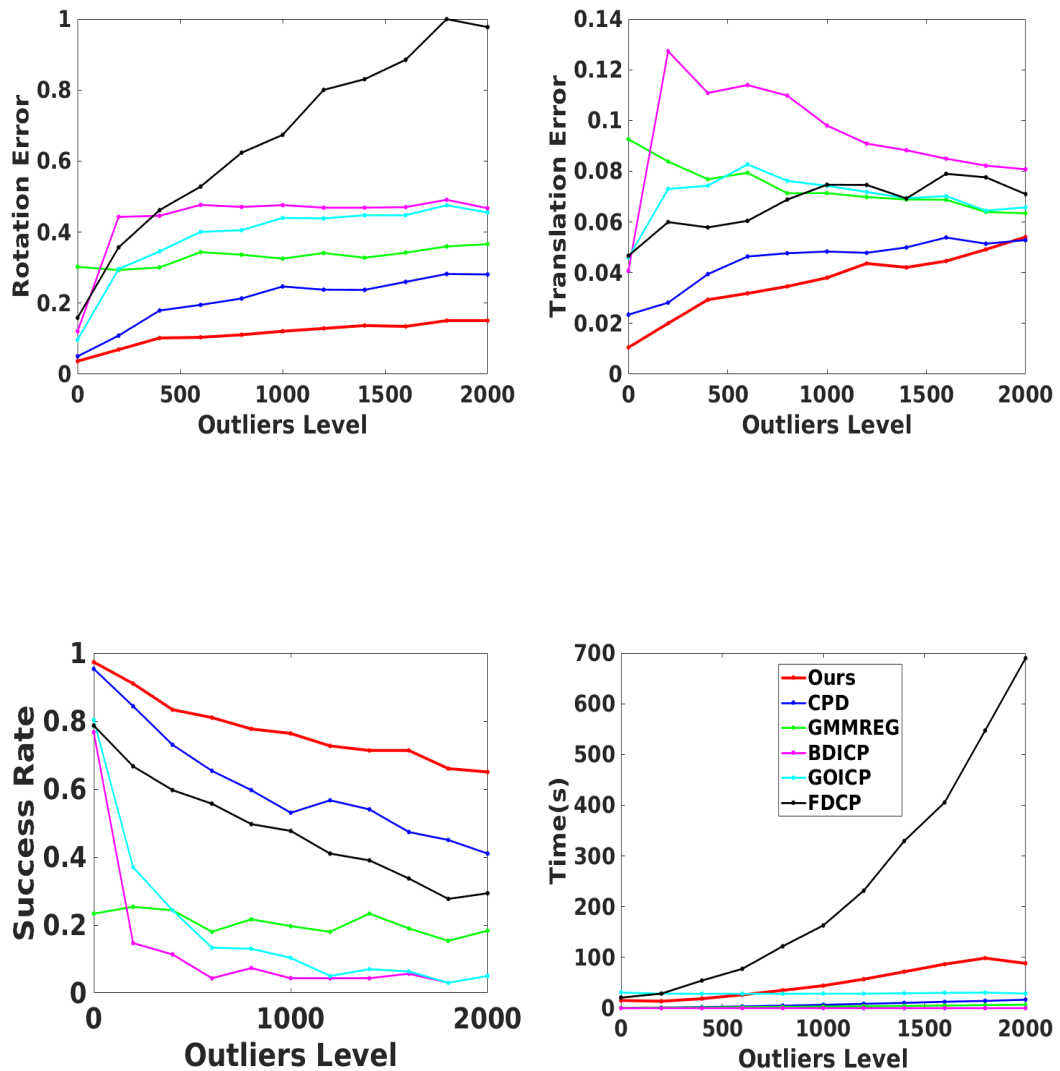 1
0.8
0.6
0.4
0.2
0
0 500 1000 1500 2000
Rotation Error
Outliers Level
0.14
0.12
0.1
0.08
0.06
0.04
0.02
0
0 500 1000 1500 2000
Translation Error
Outliers Level
1
0.8
0.6
0.4
0.2
0
0 1000 2000
Success Rate
Outliers Level
700
600
500
400
300
200
100
0
0 500 1000 1500 2000
Time(s)
Outliers Level
Ours
CPD
GMMREG
BDICP
GOICP
FDCP